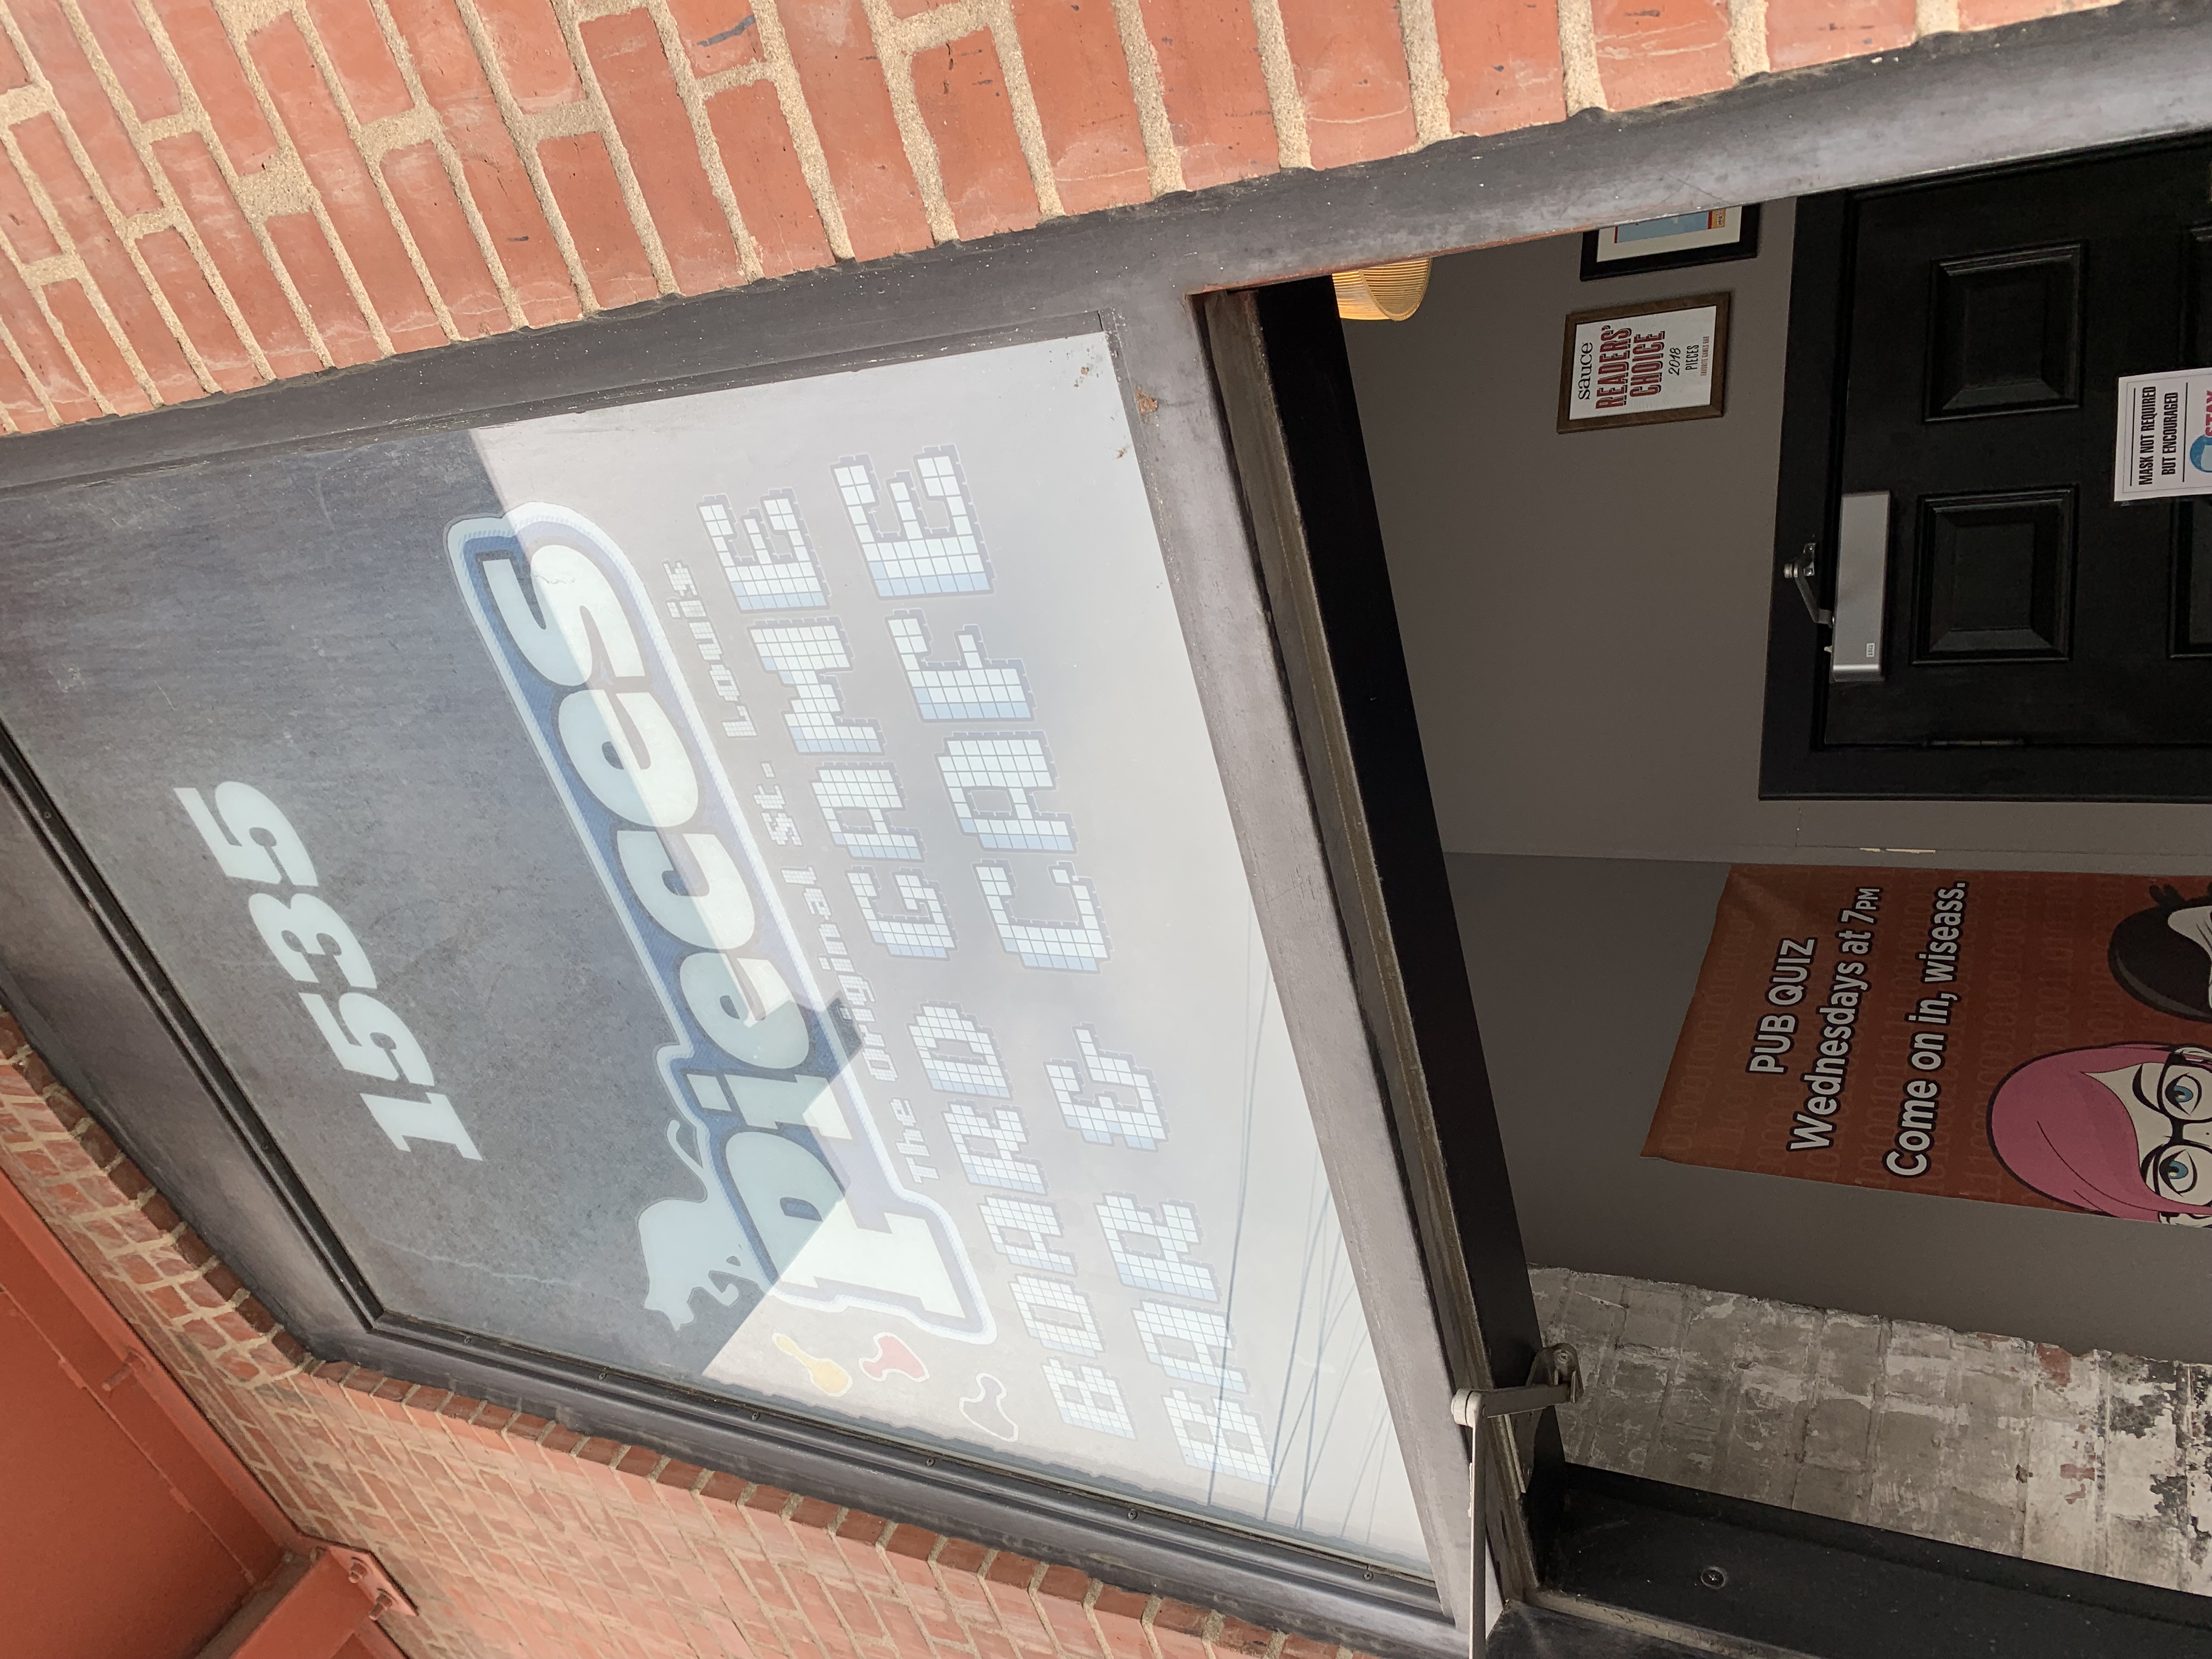 1535
Pieces
The Original St. Louis
BOARD GAME
BAR & CAFE
sauce
READERS'
CHOICE
2018
PIECES
MASK NOT REQUIRED
BUT ENCOURAGED
PUB QUIZ
Wednesdays at 7PM
Come on in, wiseass.